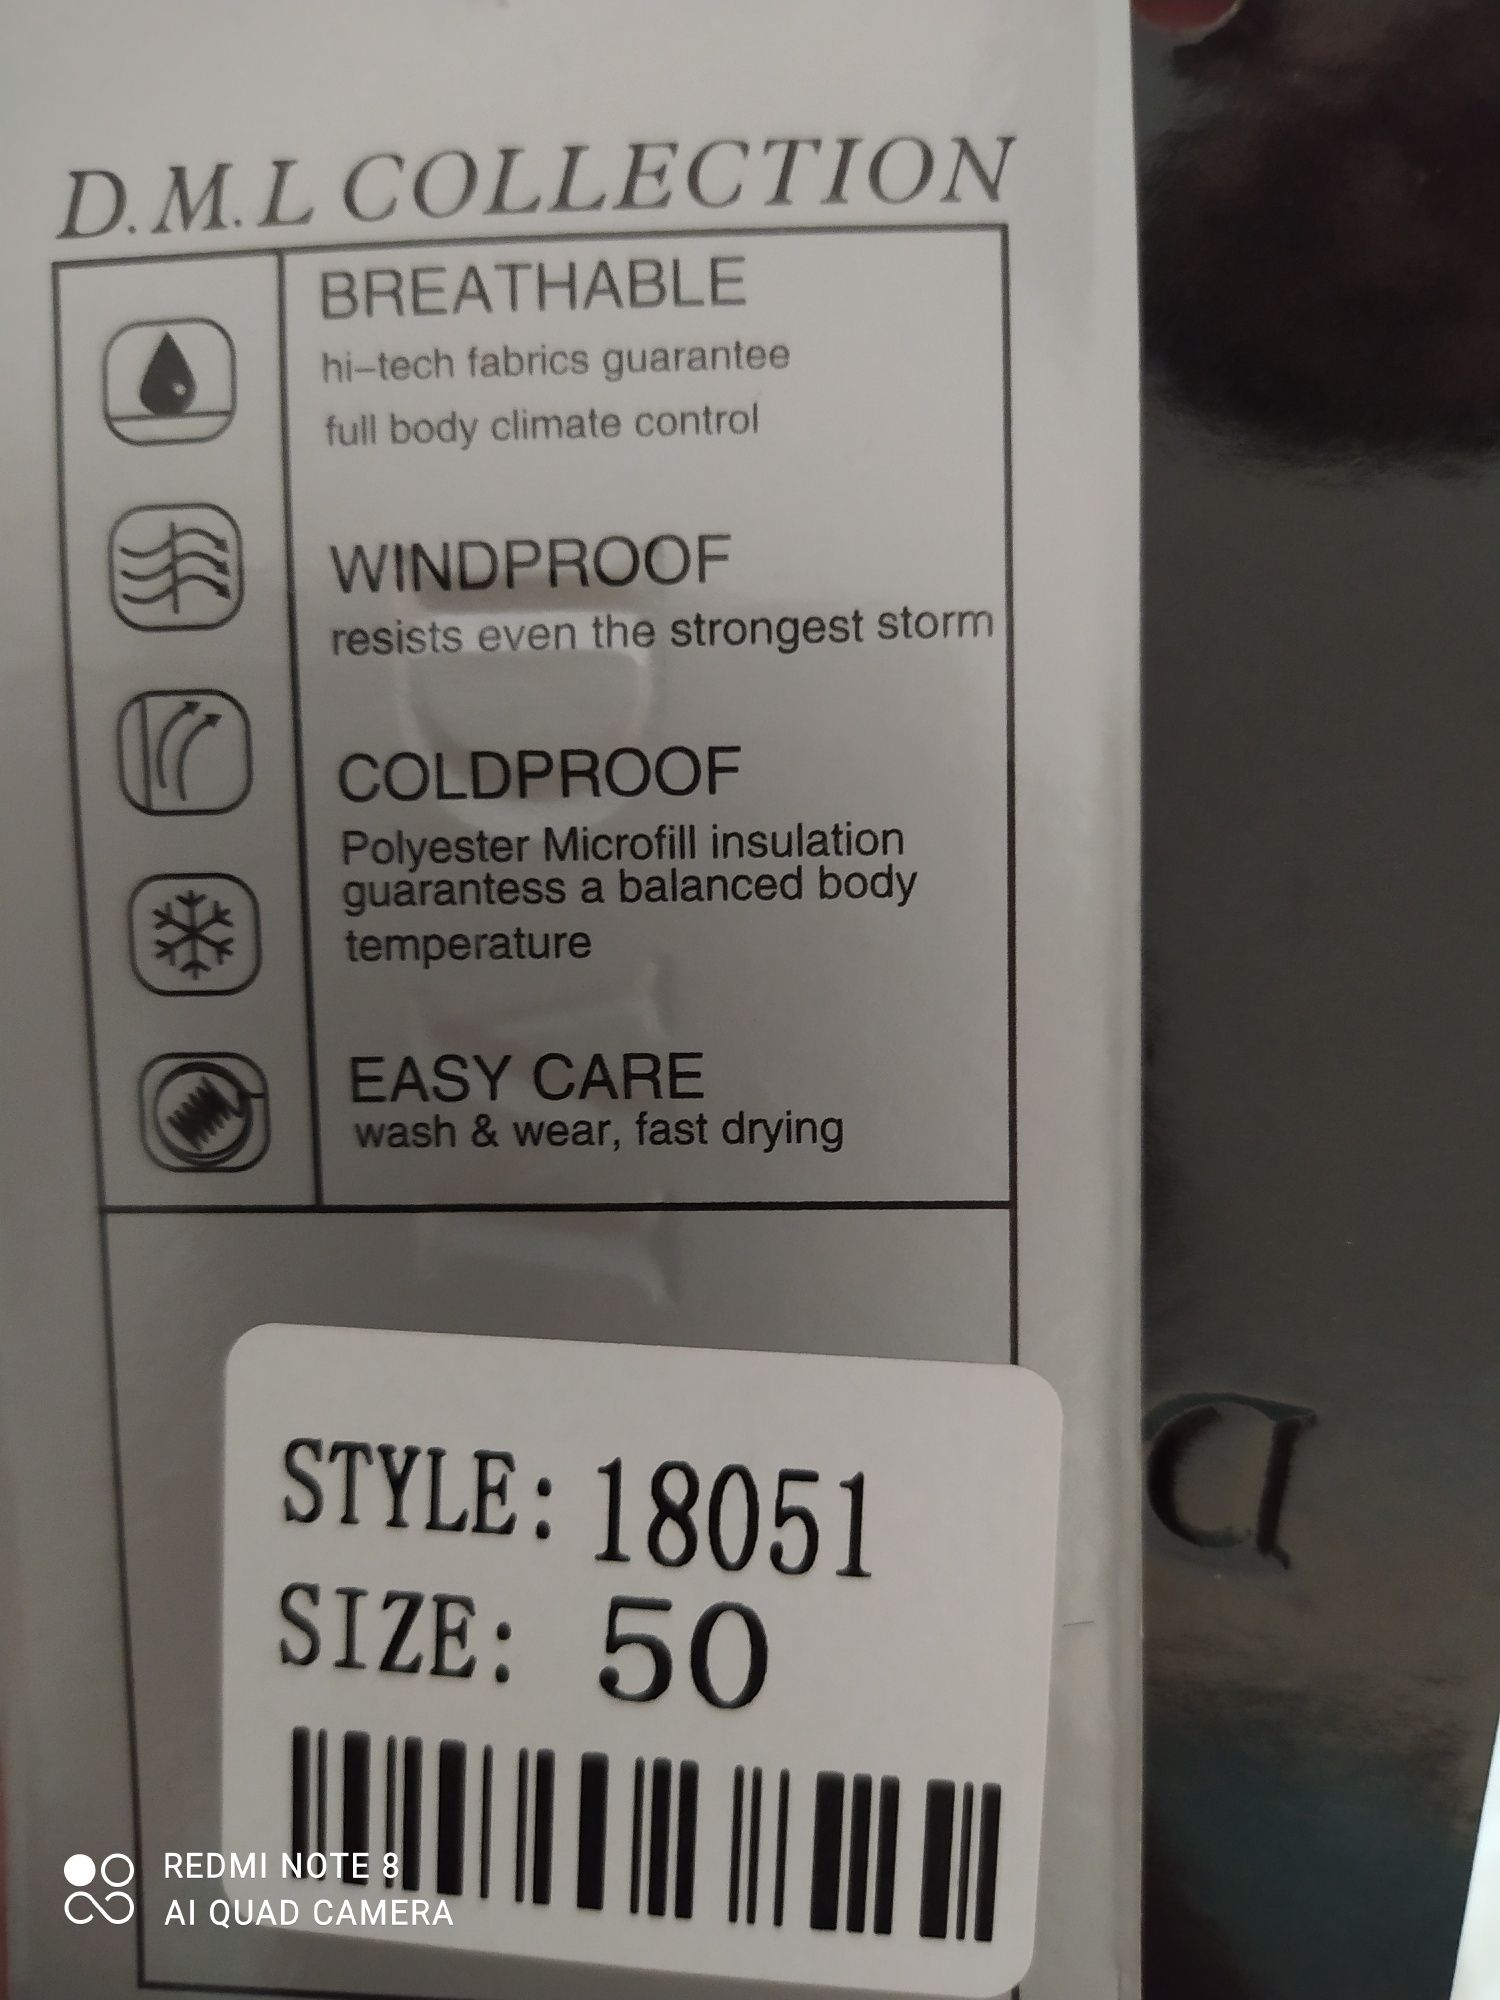 D.M.L COLLECTION
BREATHABLE
hi-tech fabrics guarantee
full body climate control
WINDPROOF
resists even the strongest storm
COLDPROOF
Polyester Microfill insulation
guarantess a balanced body
temperature
EASY CARE
wash & wear, fast drying
STYLE: 18051
SIZE: 50
REDMI NOTE 8
AI QUAD CAMERA
D